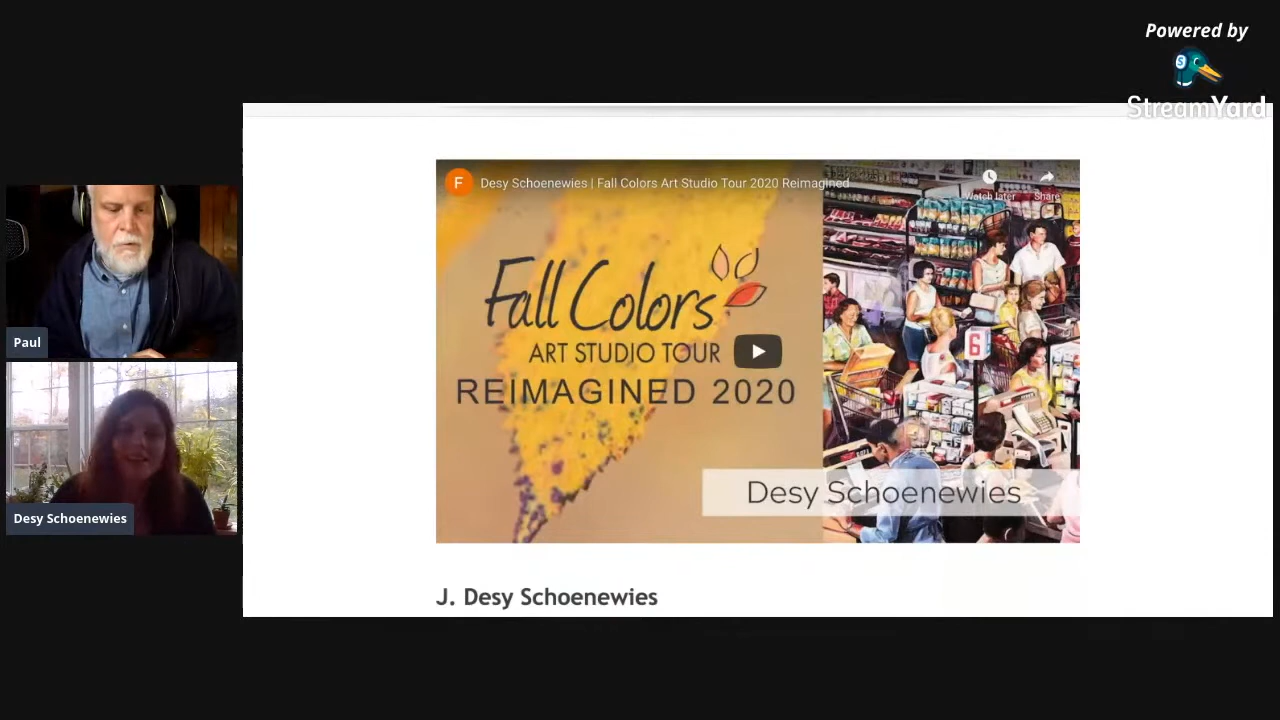 Powered by
StreamYard
F
Desy Schoenewies | Fall Colors Art Studio Tour 2020 Reimagined
Watch later
Share
Fall Colors
ART STUDIO TOUR
REIMAGINED 2020
6
Desy Schoenewies
J. Desy Schoenewies
Paul
Desy Schoenewies